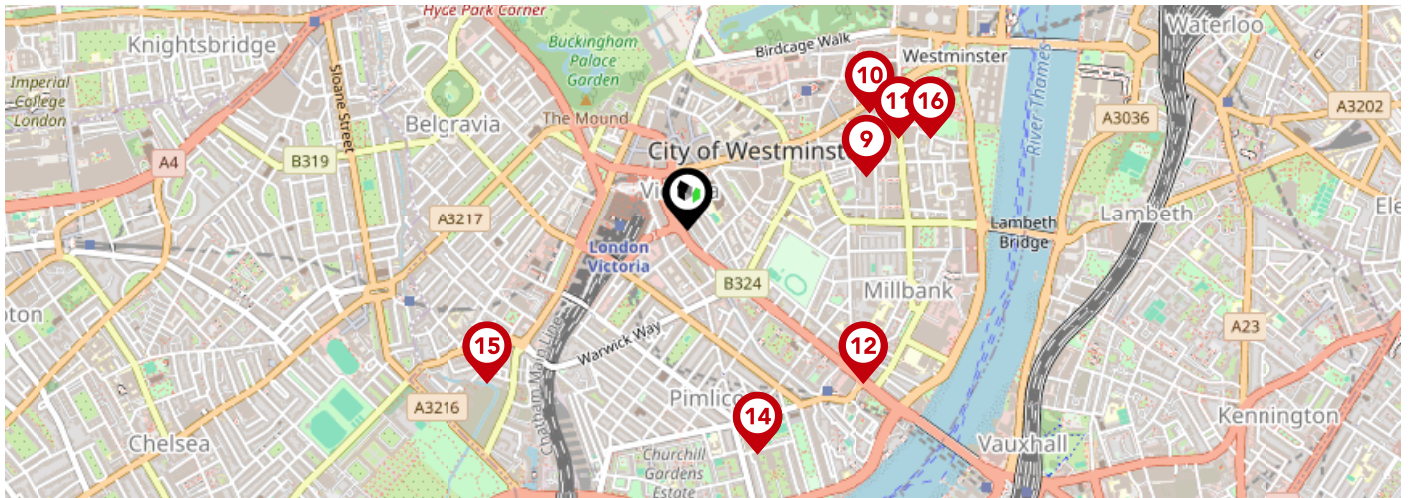 Hyde Park Corner
Waterloo
Knightsbridge
Buckingham
Palace
Garden
Birdcage Walk
Westminster
Imperial
College
London
Sloane Street
River Thames
10
11
16
A3202
A3036
The Mound
Belgravia
9
A4
B319
City of Westminst
A3217
Lambeth
Lambeth
Bridge
London
Victoria
B324
Millbank
A23
Chatham Main Line
Warwick Way
15
12
Pimlico
14
A3216
Chelsea
Churchill
Gardens
Estate
Vauxhall
Kennington